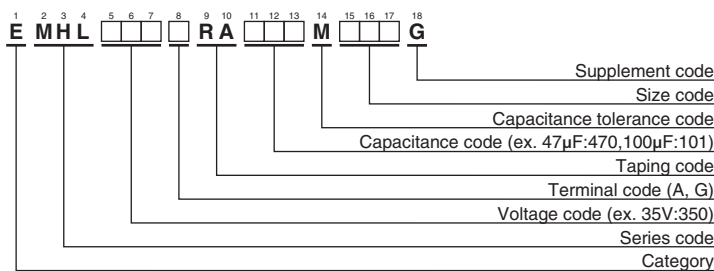 1 2 3 4 5 6 7 8 9 10 11 12 13 14 15 16 17 18
E MHL □□□ □ RA □□□ M □□□ G
Supplement code
Size code
Capacitance tolerance code
Capacitance code (ex. 47μF:470,100μF:101)
Taping code
Terminal code (A, G)
Voltage code (ex. 35V:350)
Series code
Category